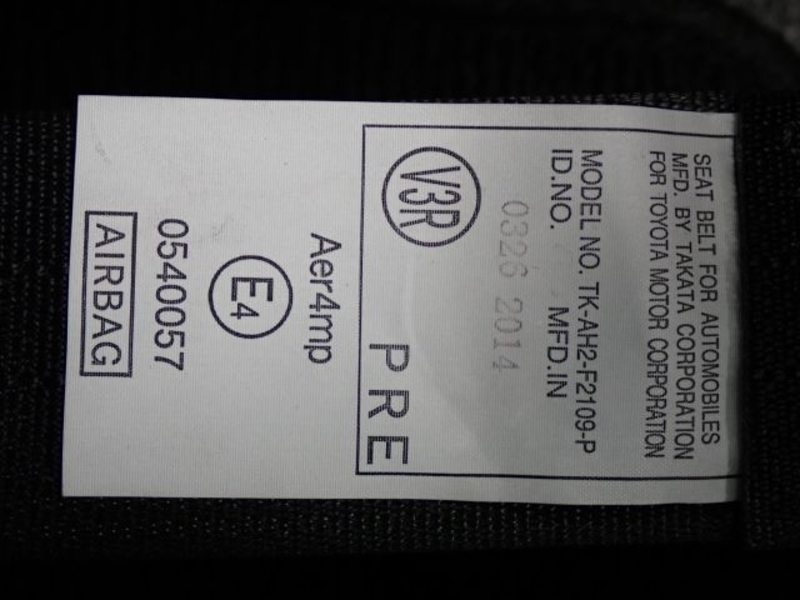 SEAT BELT FOR AUTOMOBILES
MFD. BY TAKATA CORPORATION
FOR TOYOTA MOTOR CORPORATION
MODEL NO. TK-AH2-F2109-P
ID.NO. MFD.IN
0326 2014
V3R
PRE
Aer4mp
E4
0540057
AIRBAG